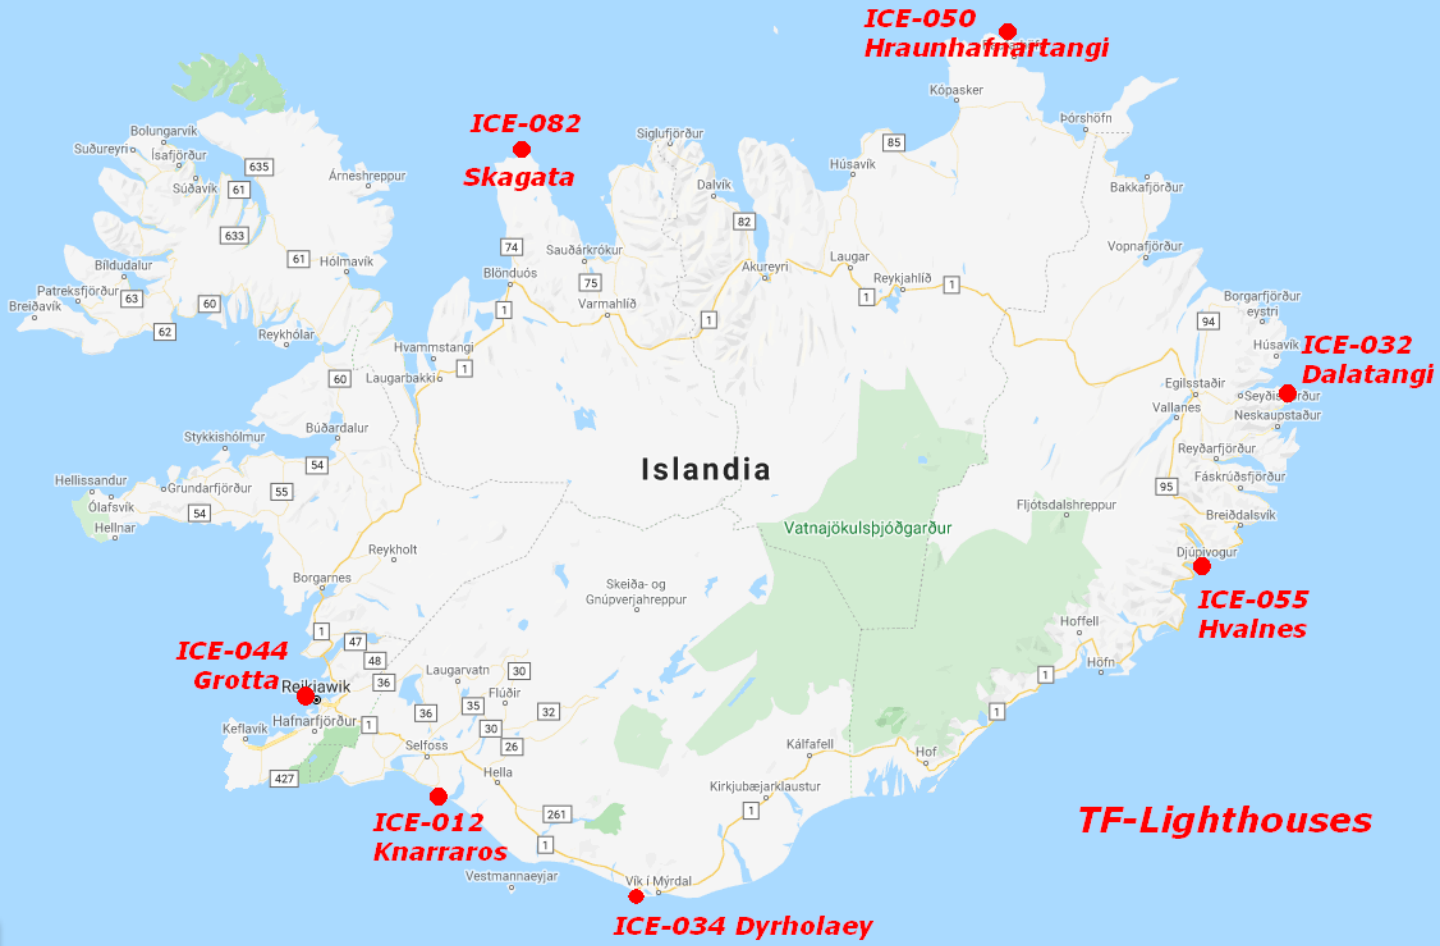 ICE-050
Hraunhafnartangi
Kópasker
ICE-082
Skagata
Siglufjörður
Þórshöfn
Bolungarvík
Suðureyri
Ísafjörður
635
Súðavík
61
Árneshreppur
Dalvík
Húsavík
85
Bakkafjörður
633
82
74
Sauðárkrókur
Vopnafjörður
61
Hólmavík
Bíldudalur
Blönduós
75
Akureyri
Laugar
Reykjahlíð
1
1
Patreksfjörður
63
60
Breiðavík
62
Reykhólar
1
Varmahlíð
1
Borgarfjörður
eystri
94
Húsavík
ICE-032
Dalatangi
Hvammstangi
1
Laugarbakki
60
Egilsstaðir
Vallanes
Neskaupstaður
Búðardalur
Stykkishólmur
54
Reyðarfjörður
Islandia
Hellissandur
Grundarfjörður
55
Ólafsvík
54
Hellnar
95
Fáskrúðsfjörður
Fljótsdalshreppur
Breiðdalsvík
Vatnajökulsþjóðgarður
Reykholt
Djúpivogur
Borgarnes
Skeiða- og
Gnúpverjahreppur
ICE-055
Hvalnes
Hoffell
Höfn
1
1
1
47
48
36
ICE-044
Grotta
Reikiawik
Laugarvatn
30
Flúðir
35
36
32
30
26
Keflavík
Hafnarfjörður
1
Selfoss
427
Hella
Kálfafell
Hof
Kirkjubæjarklaustur
1
261
1
ICE-012
Knarraros
TF-Lighthouses
Vestmannaeyjar
Vík í Mýrdal
ICE-034 Dyrholaey